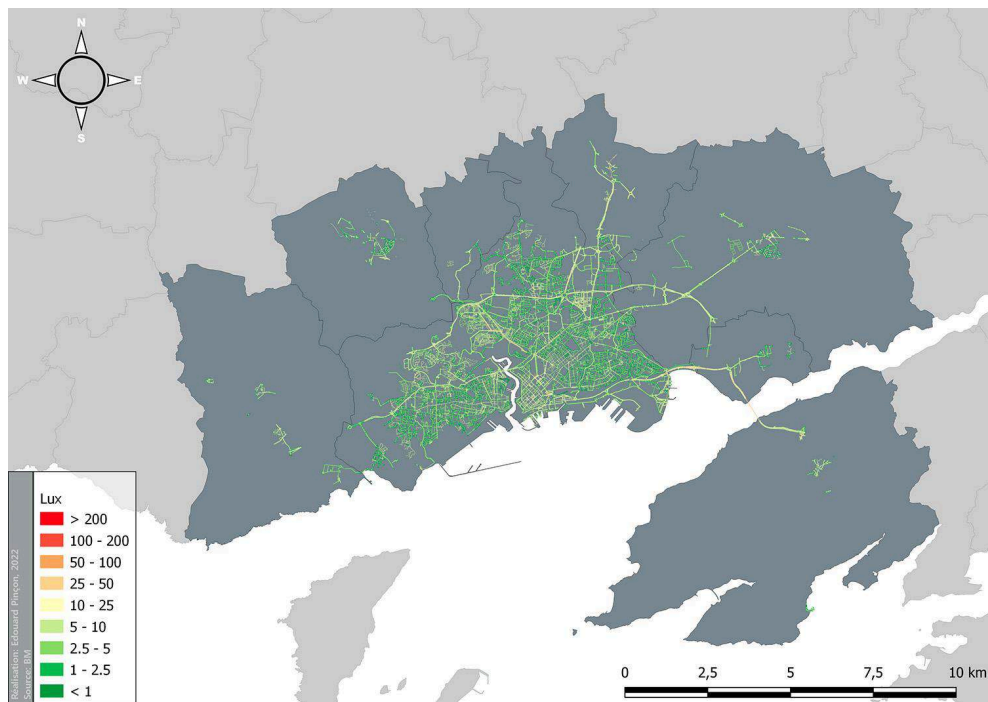 N
W E
S
Lux
> 200
100 - 200
50 - 100
25 - 50
10 - 25
5 - 10
2.5 - 5
1 - 2.5
< 1
Réalisation: Edouard Pinçon, 2022
Source: BM
0 2,5 5 7,5 10 km